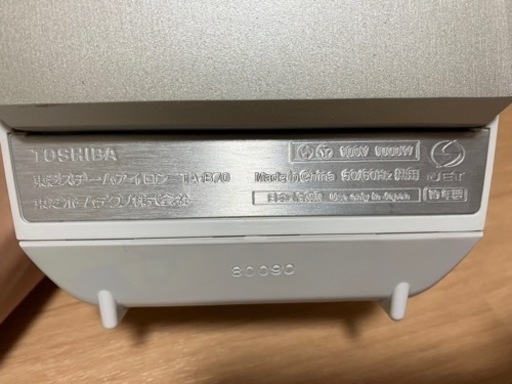 TOSHIBA
100V 1000W
東芝スチームアイロン TA-B70
Made in China 50/60Hz 共用
JET
東芝ホームテクノ株式会社
日本国内専用 Use only in Japan
80090